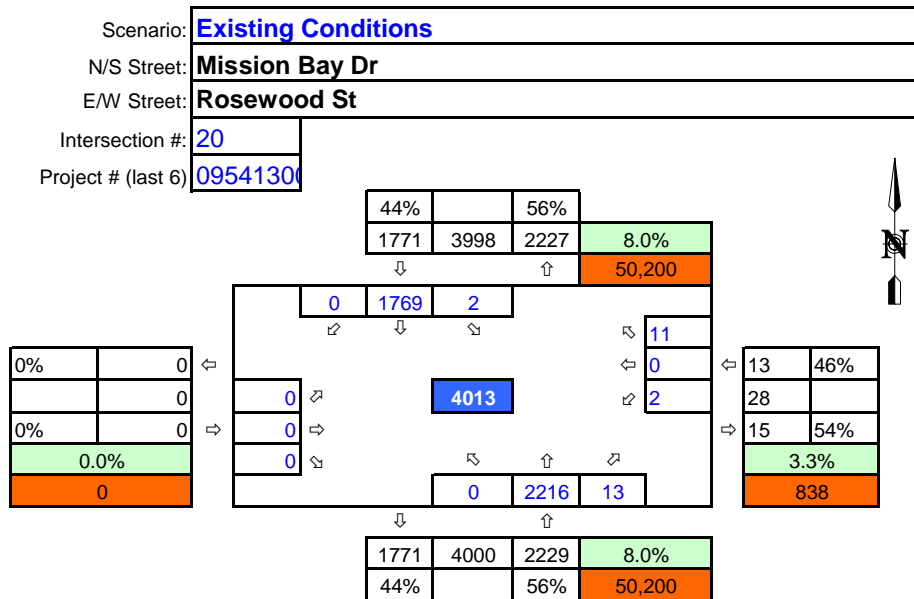 Scenario: Existing Conditions
N/S Street: Mission Bay Dr
E/W Street: Rosewood St
Intersection #: 20
Project # (last 6) 09541300
44% 56%
1771 3998 2227 8.0%
⇩ ⇧ 50,200
N
0 1769 2
⬃ ⇩ ⬂
⬁ 11
0% 0 ⇦ ⇦ 0 ⇦ 13 46%
0 0 ⬀ 4013 ⬃ 2 28
0% 0 ⇨ 0 ⇨ ⇨ 15 54%
0.0% 0 ⬂ ⬁ ⇧ ⬀ 3.3%
0 0 2216 13 838
⇩ ⇧
1771 4000 2229 8.0%
44% 56% 50,200